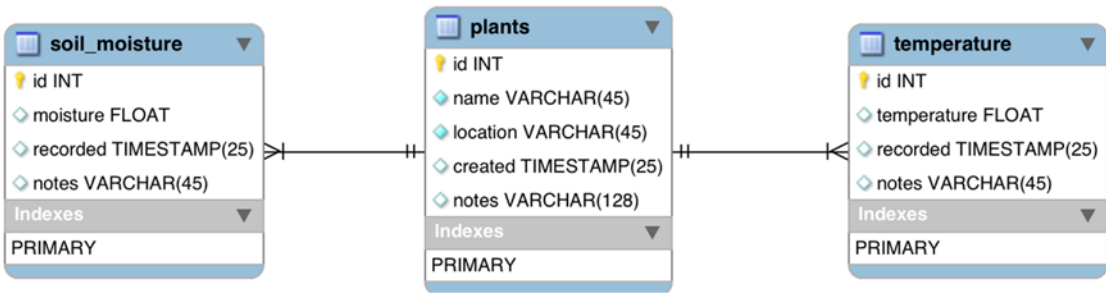 soil_moisture
id INT
moisture FLOAT
recorded TIMESTAMP(25)
notes VARCHAR(45)
Indexes
PRIMARY
plants
id INT
name VARCHAR(45)
location VARCHAR(45)
created TIMESTAMP(25)
notes VARCHAR(128)
Indexes
PRIMARY
temperature
id INT
temperature FLOAT
recorded TIMESTAMP(25)
notes VARCHAR(45)
Indexes
PRIMARY